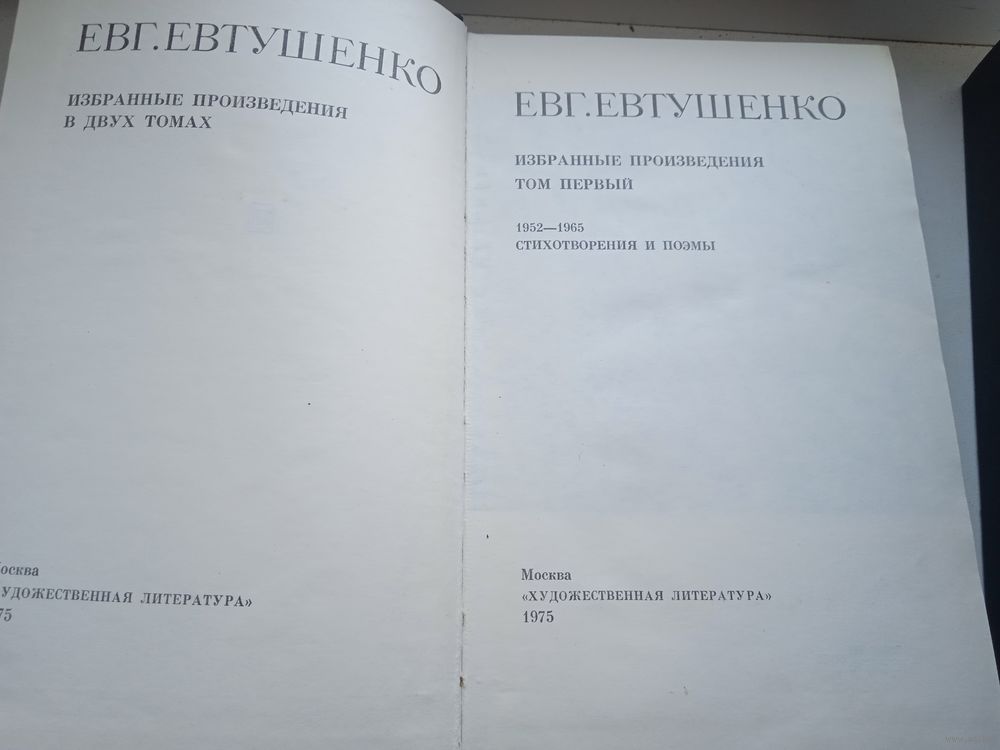 ЕВГ. ЕВТУШЕНКО
ИЗБРАННЫЕ ПРОИЗВЕДЕНИЯ
В ДВУХ ТОМАХ
осква
УДОЖЕСТВЕННАЯ ЛИТЕРАТУРА»
75
ЕВГ. ЕВТУШЕНКО
ИЗБРАННЫЕ ПРОИЗВЕДЕНИЯ
ТОМ ПЕРВЫЙ
1952—1965
СТИХОТВОРЕНИЯ И ПОЭМЫ
Москва
«ХУДОЖЕСТВЕННАЯ ЛИТЕРАТУРА»
1975